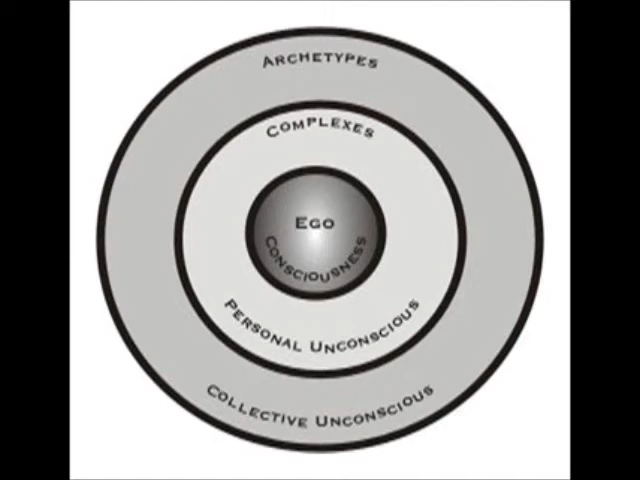 Archetypes
Complexes
Ego
Consciousness
Personal Unconscious
Collective Unconscious